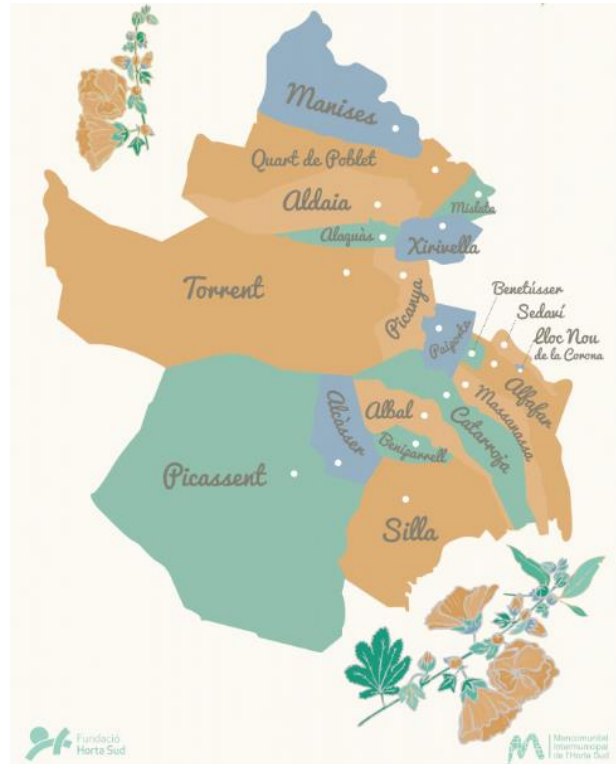 Manises
Quart de Poblet
Aldaia
Mislata
Alaquàs
Xirivella
Torrent
Picanya
Benetússer
Sedaví
Lloc Nou
de la Corona
Paiporta
Alfafar
Massanassa
Catarroja
Albal
Alcàsser
Beniparrell
Picassent
Silla
Fundació
Horta Sud
Mancomunitat
Intermunicipal
de l'Horta Sud